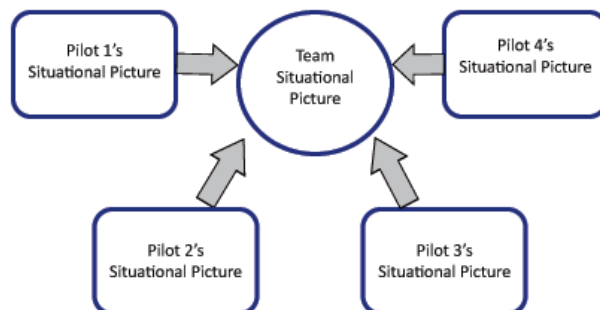 Pilot 1's
Situational Picture
Team
Situational
Picture
Pilot 4's
Situational Picture
Pilot 2's
Situational Picture
Pilot 3's
Situational Picture